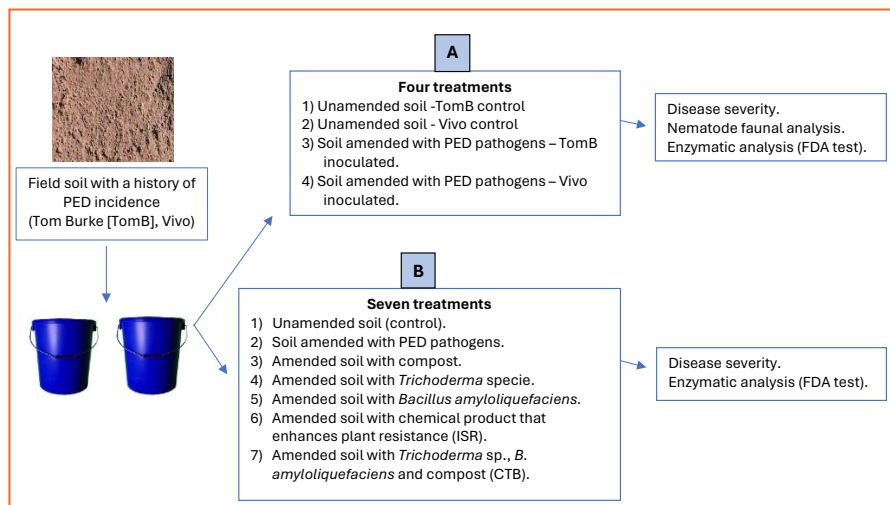 Field soil with a history of
PED incidence
(Tom Burke [TomB], Vivo)
A
Four treatments
1) Unamended soil -TomB control
2) Unamended soil - Vivo control
3) Soil amended with PED pathogens – TomB
inoculated.
4) Soil amended with PED pathogens – Vivo
inoculated.
Disease severity.
Nematode faunal analysis.
Enzymatic analysis (FDA test).
B
Seven treatments
1) Unamended soil (control).
2) Soil amended with PED pathogens.
3) Amended soil with compost.
4) Amended soil with Trichoderma specie.
5) Amended soil with Bacillus amyloliquefaciens.
6) Amended soil with chemical product that
enhances plant resistance (ISR).
7) Amended soil with Trichoderma sp., B.
amyloliquefaciens and compost (CTB).
Disease severity.
Enzymatic analysis (FDA test).